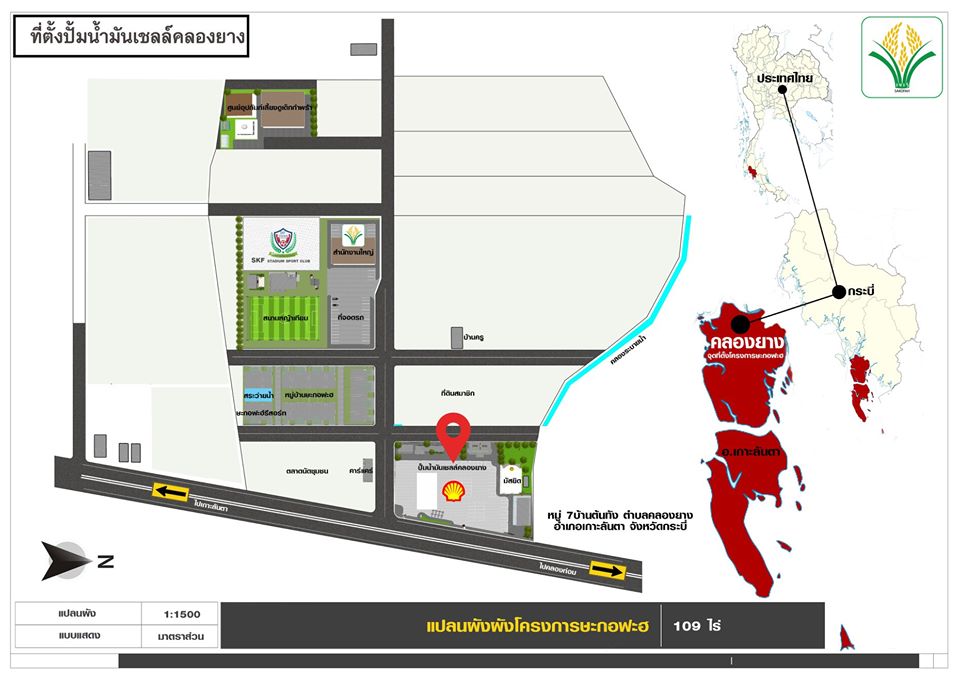 ที่ตั้งปั้มน้ำมันเชลล์คลองยาง
ประเทศไทย
SAKOFAH
ศูนย์อุปถัมภ์เลี้ยงดูเด็กกำพร้า
SKF STADIUM SPORT CLUB
สำนักงานใหญ่
สนามหญ้าเทียม
ที่จอดรถ
บ้านครู
คลองระบายน้ำ
กระบี่
คลองยาง
จุดที่ตั้งโครงการษะกอฟะฮ
สระว่ายน้ำ
หมู่บ้านษะกอฟะฮ
ษะกอฟะฮ์รีสอร์ท
ที่ดินสมาชิก
อ.เกาะลันตา
ตลาดนัดชุมชน
คาร์แคร์
ปั้มน้ำมันเชลล์คลองยาง
มัสยิด
ไปเกาะลันตา
หมู่ 7บ้านต้นทัง ตำบลคลองยาง
อำเภอเกาะลันตา จังหวัดกระบี่
ไปคลองท่อม
N
แปลนผัง
1:1500
แบบแสดง
มาตราส่วน
แปลนผังผังโครงการษะกอฟะฮ
109 ไร่